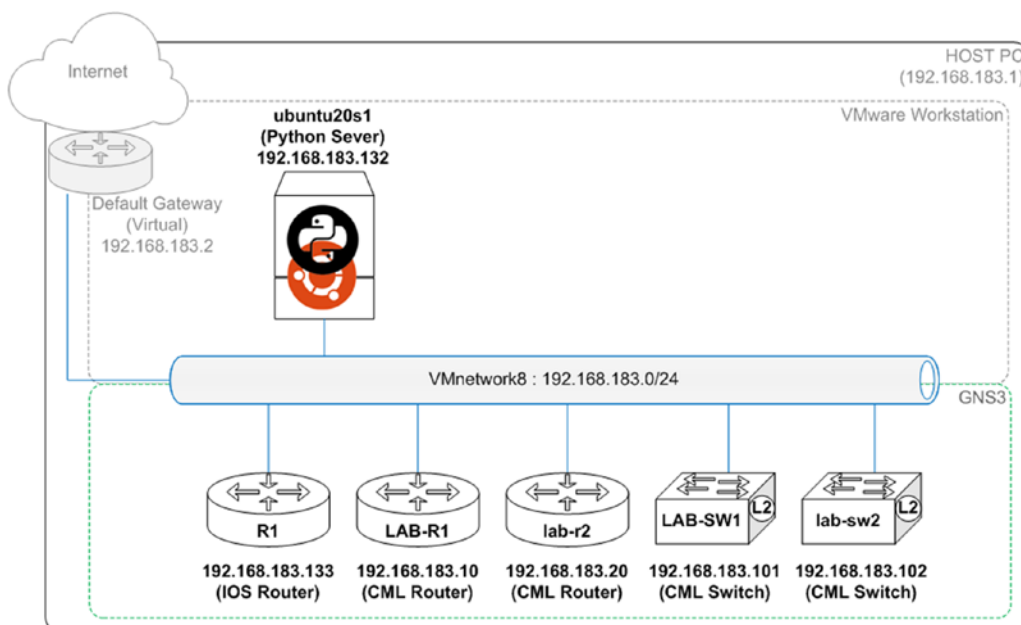 Internet
HOST PC
(192.168.183.1)
VMware Workstation
ubuntu20s1
(Python Sever)
192.168.183.132
Default Gateway
(Virtual)
192.168.183.2
VMnetwork8 : 192.168.183.0/24
GNS3
R1
LAB-R1
lab-r2
LAB-SW1
L2
lab-sw2
L2
192.168.183.133
(IOS Router)
192.168.183.10
(CML Router)
192.168.183.20
(CML Router)
192.168.183.101
(CML Switch)
192.168.183.102
(CML Switch)